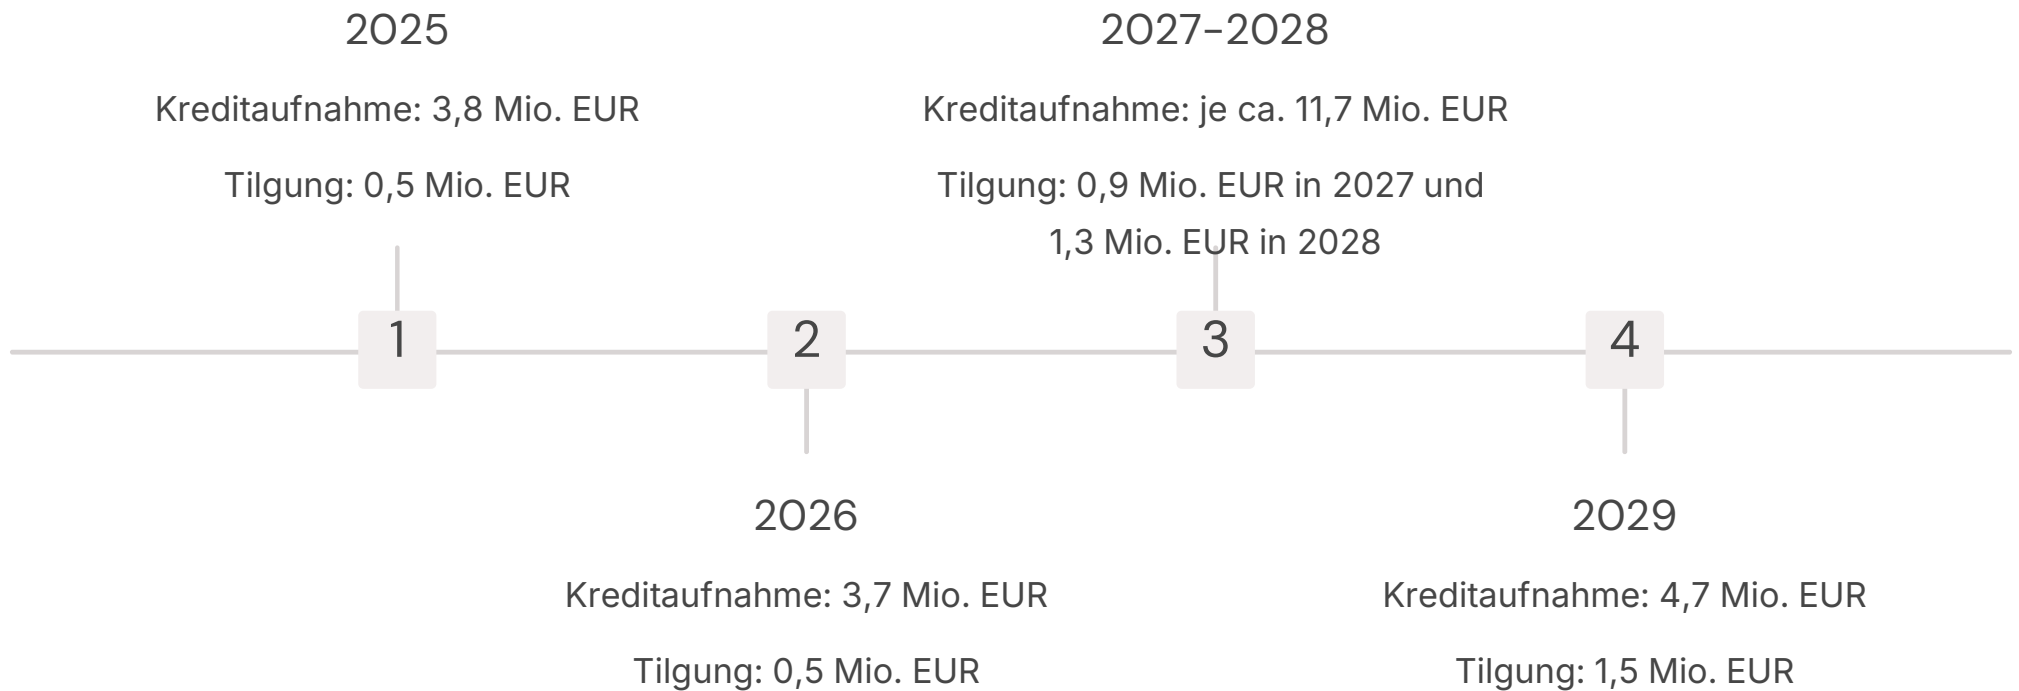 2025
Kreditaufnahme: 3,8 Mio. EUR
Tilgung: 0,5 Mio. EUR
2027–2028
Kreditaufnahme: je ca. 11,7 Mio. EUR
Tilgung: 0,9 Mio. EUR in 2027 und
1,3 Mio. EUR in 2028
1
2
3
4
2026
Kreditaufnahme: 3,7 Mio. EUR
Tilgung: 0,5 Mio. EUR
2029
Kreditaufnahme: 4,7 Mio. EUR
Tilgung: 1,5 Mio. EUR